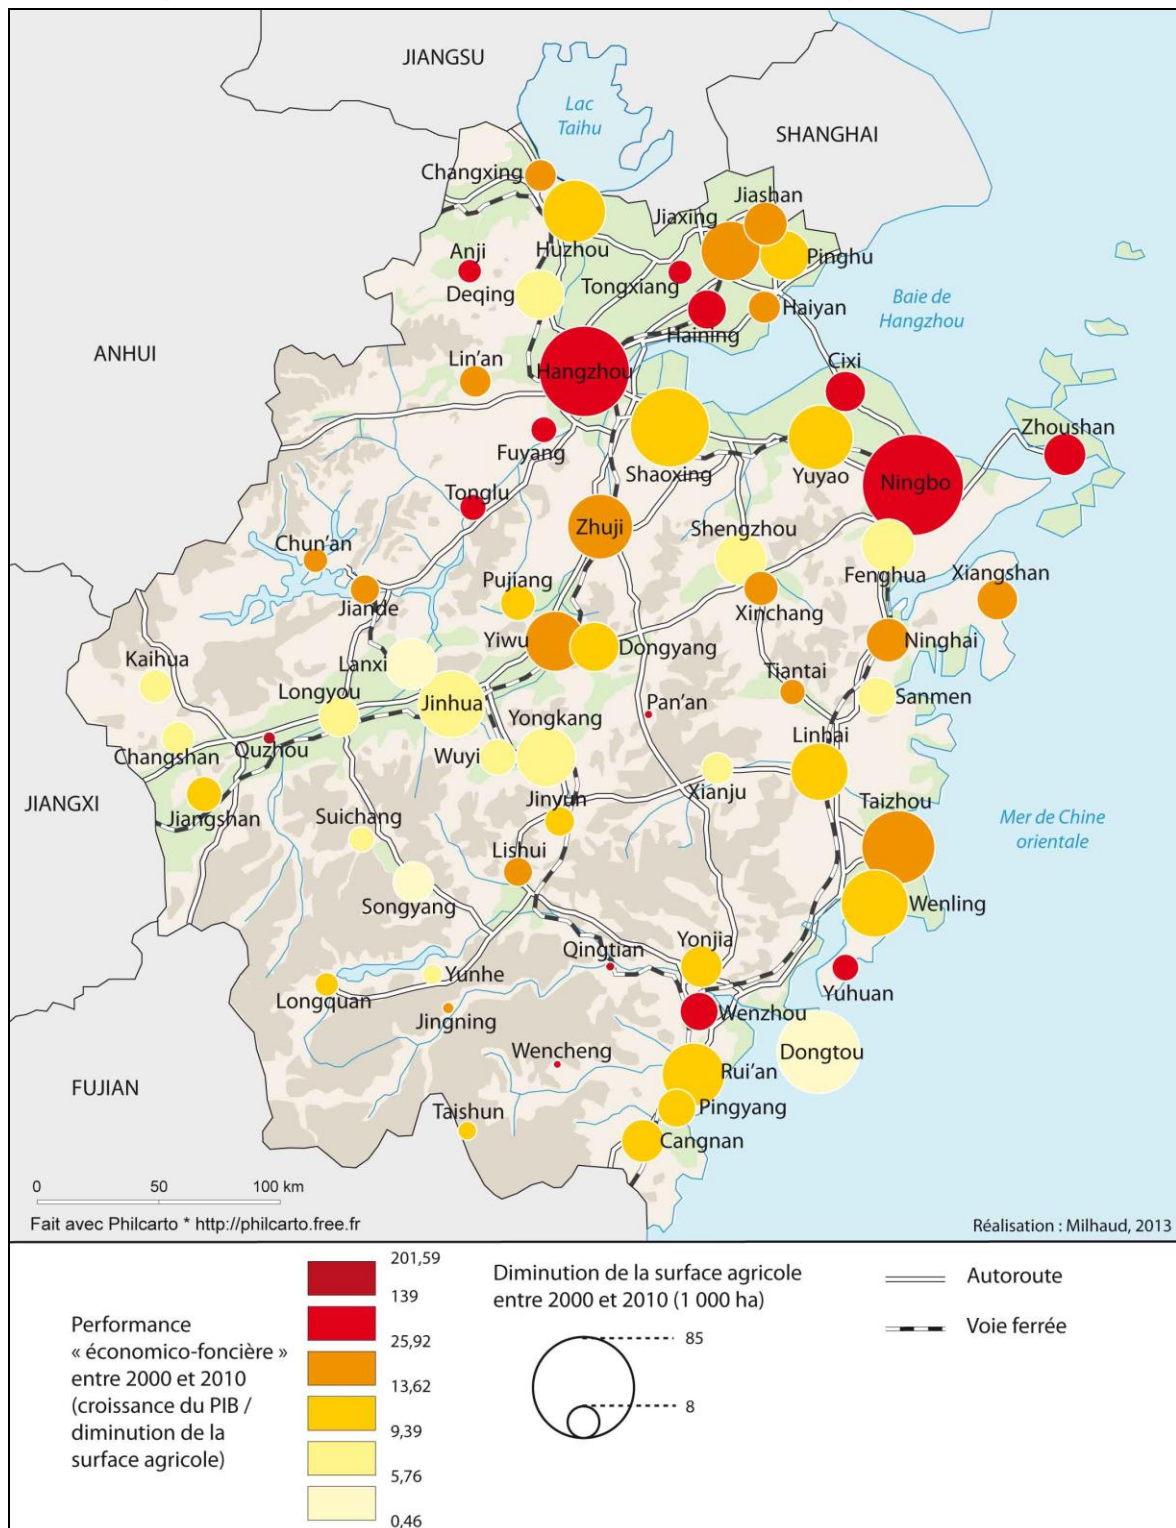 JIANGSU
Lac
Taihu
SHANGHAI
Changxing
Jiashan
Jiaxing
Huzhou
Pinghu
Anji
Deqing
Tongxiang
Haining
Haiyan
Baie de
Hangzhou
ANHUI
Lin'an
Hangzhou
Cixi
Zhoushan
Fuyang
Shaoxing
Yuyao
Ningbo
Tonglu
Zhuji
Shengzhou
Fenghua
Chun'an
Jiande
Pujiang
Xinchang
Xiangshan
Yiwu
Dongyang
Ninghai
Kaihua
Lanxi
Longyou
Jinhua
Yongkang
Pan'an
Tiantai
Sanmen
Changshan
Quzhou
Wuyi
Xianju
Linhai
JIANGXI
Jiangshan
Suichang
Jinyun
Taizhou
Mer de Chine
orientale
Lishui
Songyang
Wenling
Qingtian
Yonjia
Yunhe
Longquan
Yuhuan
Jingning
Wenzhou
Wencheng
Dongtou
Rui'an
FUJIAN
Taishun
Pingyang
Cangnan
0 50 100 km
Fait avec Philcarto * http://philcarto.free.fr
Réalisation : Milhaud, 2013
Performance
« économico-foncière »
entre 2000 et 2010
(croissance du PIB /
diminution de la
surface agricole)
201,59
139
25,92
13,62
9,39
5,76
0,46
Diminution de la surface agricole
entre 2000 et 2010 (1 000 ha)
85
8
Autoroute
Voie ferrée